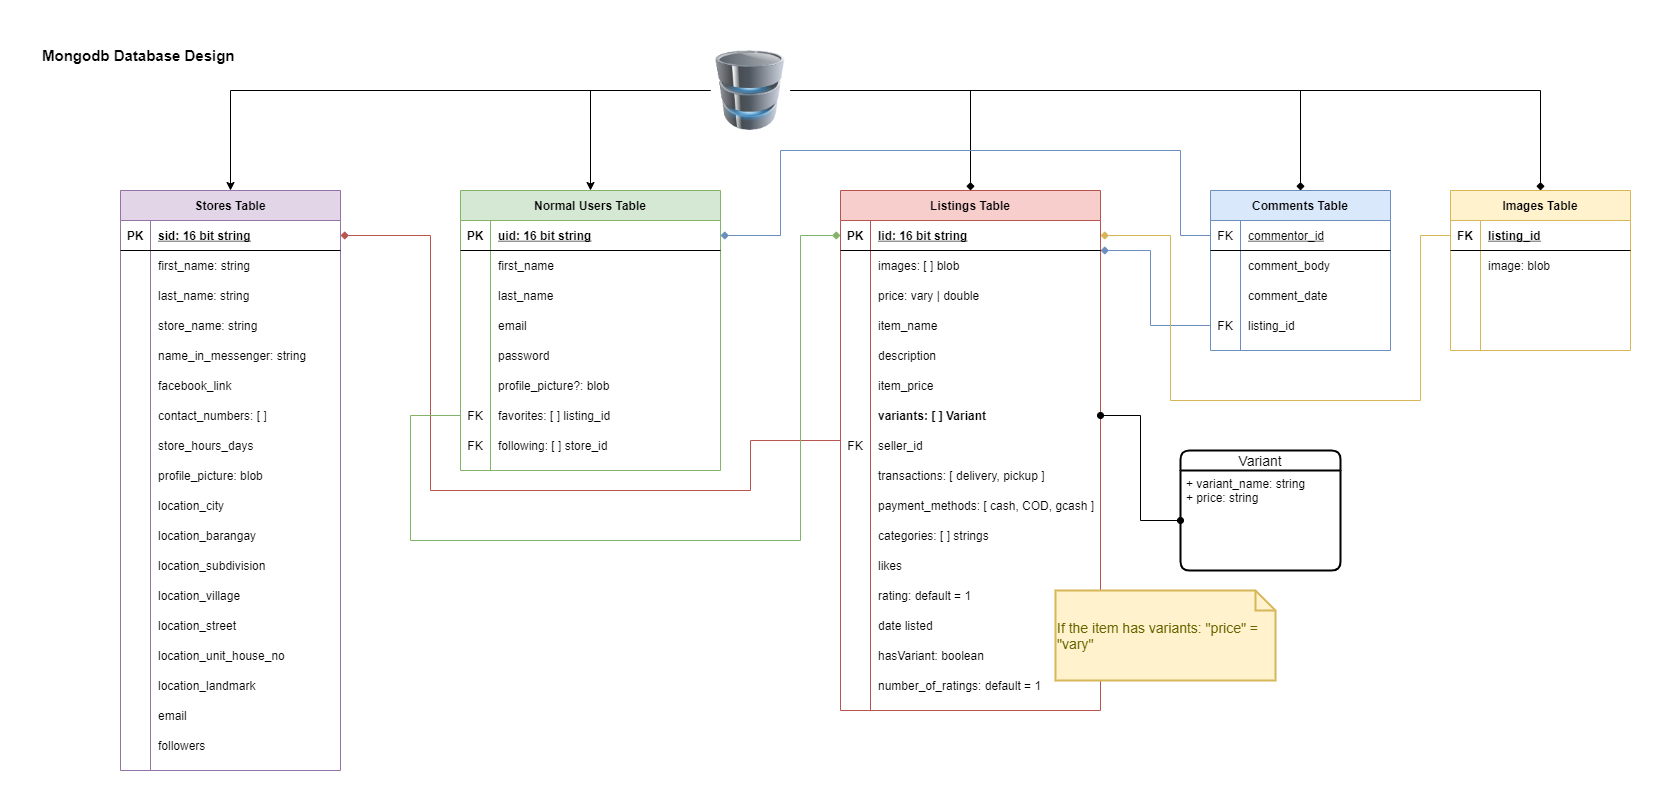 Mongodb Database Design
Stores Table
PK sid: 16 bit string
first_name: string
last_name: string
store_name: string
name_in_messenger: string
facebook_link
contact_numbers: [ ]
store_hours_days
profile_picture: blob
location_city
location_barangay
location_subdivision
location_village
location_street
location_unit_house_no
location_landmark
email
followers
Normal Users Table
PK uid: 16 bit string
first_name
last_name
email
password
profile_picture?: blob
FK favorites: [ ] listing_id
FK following: [ ] store_id
Listings Table
PK lid: 16 bit string
images: [ ] blob
price: vary | double
item_name
description
item_price
variants: [ ] Variant
FK seller_id
transactions: [ delivery, pickup ]
payment_methods: [ cash, COD, gcash ]
categories: [ ] strings
likes
rating: default = 1
date listed
hasVariant: boolean
number_of_ratings: default = 1
Comments Table
FK commentor_id
comment_body
comment_date
FK listing_id
Images Table
FK listing_id
image: blob
Variant
+ variant_name: string
+ price: string
If the item has variants: "price" =
"vary"